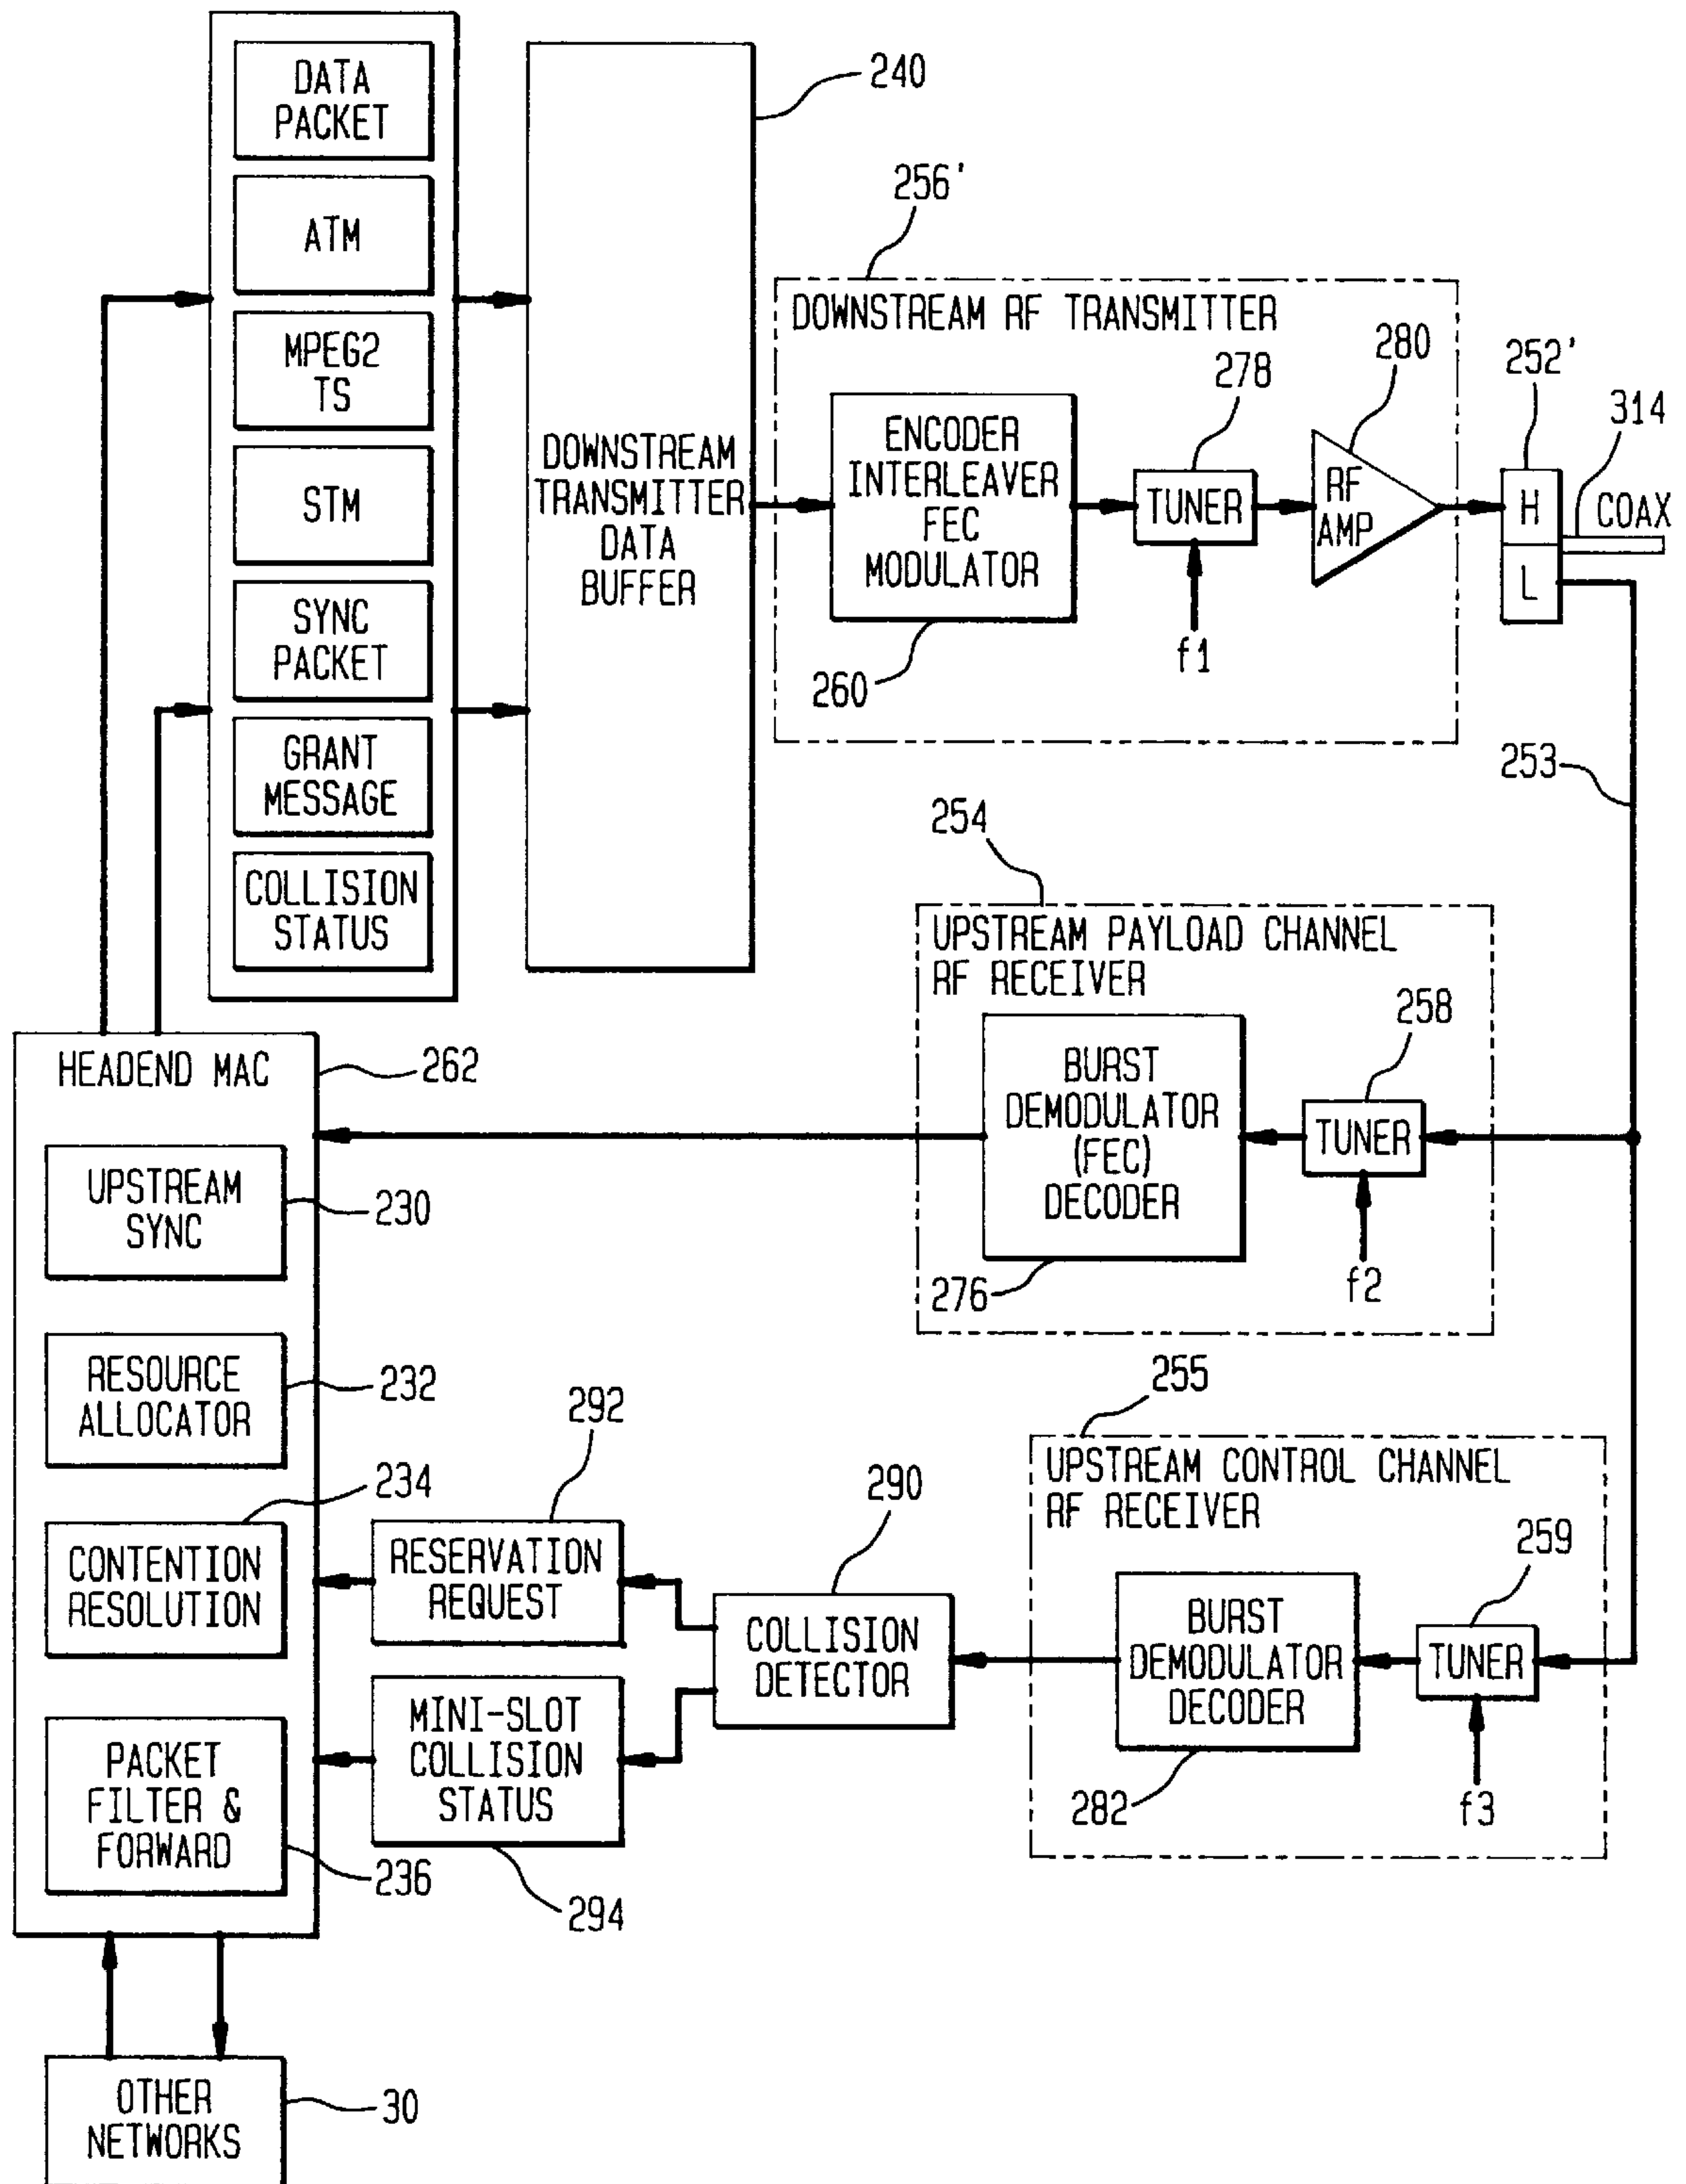 DATA
PACKET
ATM
MPEG2
TS
STM
SYNC
PACKET
GRANT
MESSAGE
COLLISION
STATUS
DOWNSTREAM
TRANSMITTER
DATA
BUFFER
240
256'
DOWNSTREAM RF TRANSMITTER
ENCODER
INTERLEAVER
FEC
MODULATOR
260
278
TUNER
f1
280
RF
AMP
252'
H
L
314
COAX
253
254
UPSTREAM PAYLOAD CHANNEL
RF RECEIVER
BURST
DEMODULATOR
(FEC)
DECODER
276
258
TUNER
f2
HEADEND MAC
262
UPSTREAM
SYNC
230
RESOURCE
ALLOCATOR
232
234
CONTENTION
RESOLUTION
PACKET
FILTER &
FORWARD
236
292
RESERVATION
REQUEST
MINI-SLOT
COLLISION
STATUS
294
290
COLLISION
DETECTOR
255
UPSTREAM CONTROL CHANNEL
RF RECEIVER
BURST
DEMODULATOR
DECODER
282
259
TUNER
f3
OTHER
NETWORKS
30